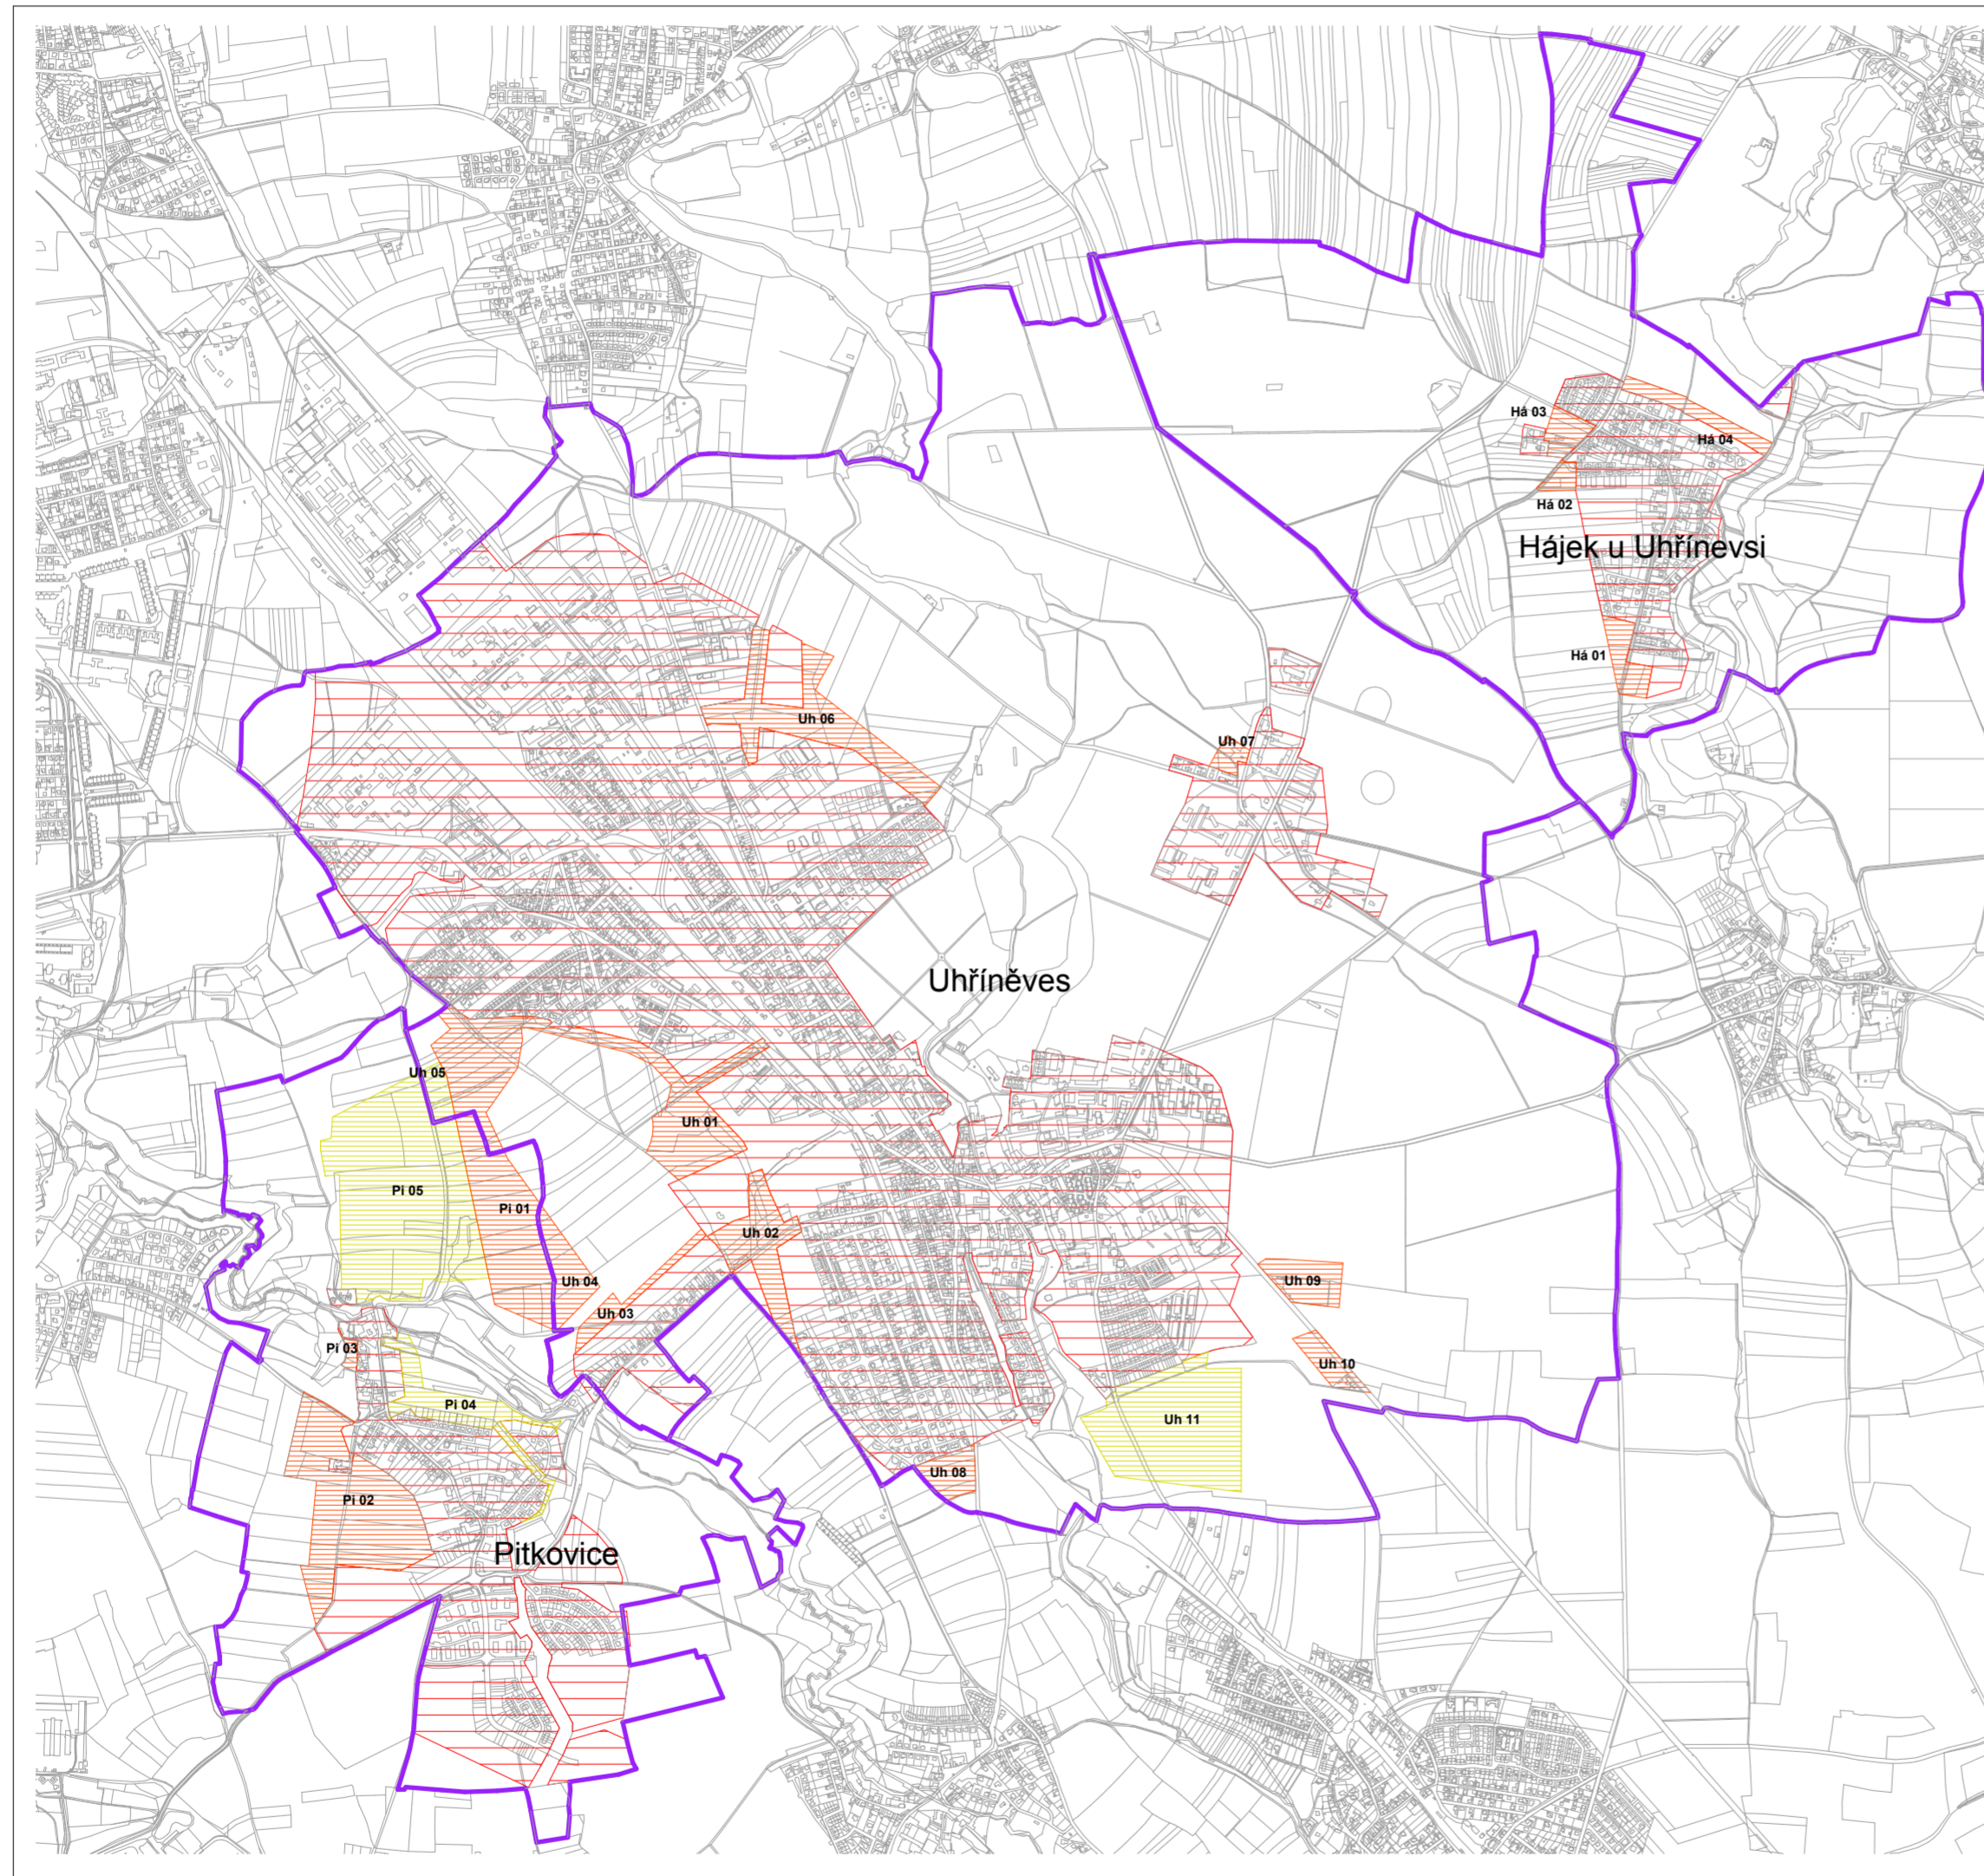 Há 03
Há 04
Há 02
Hájek u Uhřínevsi
Há 01
Uh 06
Uh 07
Uhříněves
Uh 05
Uh 01
Pi 05
Pi 01
Uh 02
Uh 04
Uh 09
Uh 03
Pi 03
Uh 10
Pi 04
Uh 11
Uh 08
Pi 02
Pitkovice